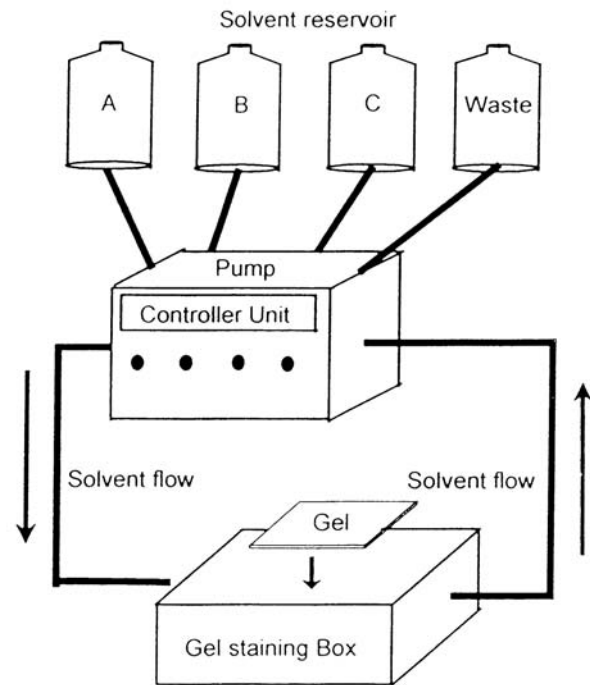 Solvent reservoir
A
B
C
Waste
Pump
Controller Unit
Solvent flow
Solvent flow
Gel
Gel staining Box